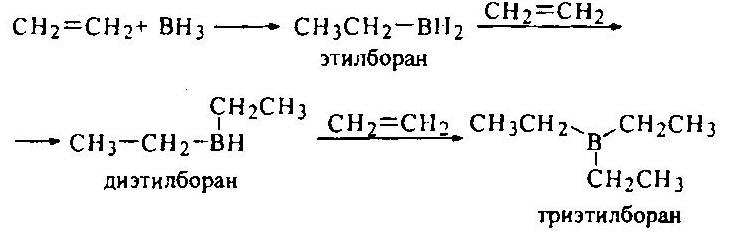 CH₂=CH₂+ BH₃ ⟶ CH₃CH₂−BH₂ CH₂=CH₂ ⟶
этилборан
CH₂CH₃
⟶ CH₃−CH₂−BH CH₂=CH₂ ⟶ CH₃CH₂ B CH₂CH₃
диэтилборан
CH₂CH₃
триэтилборан